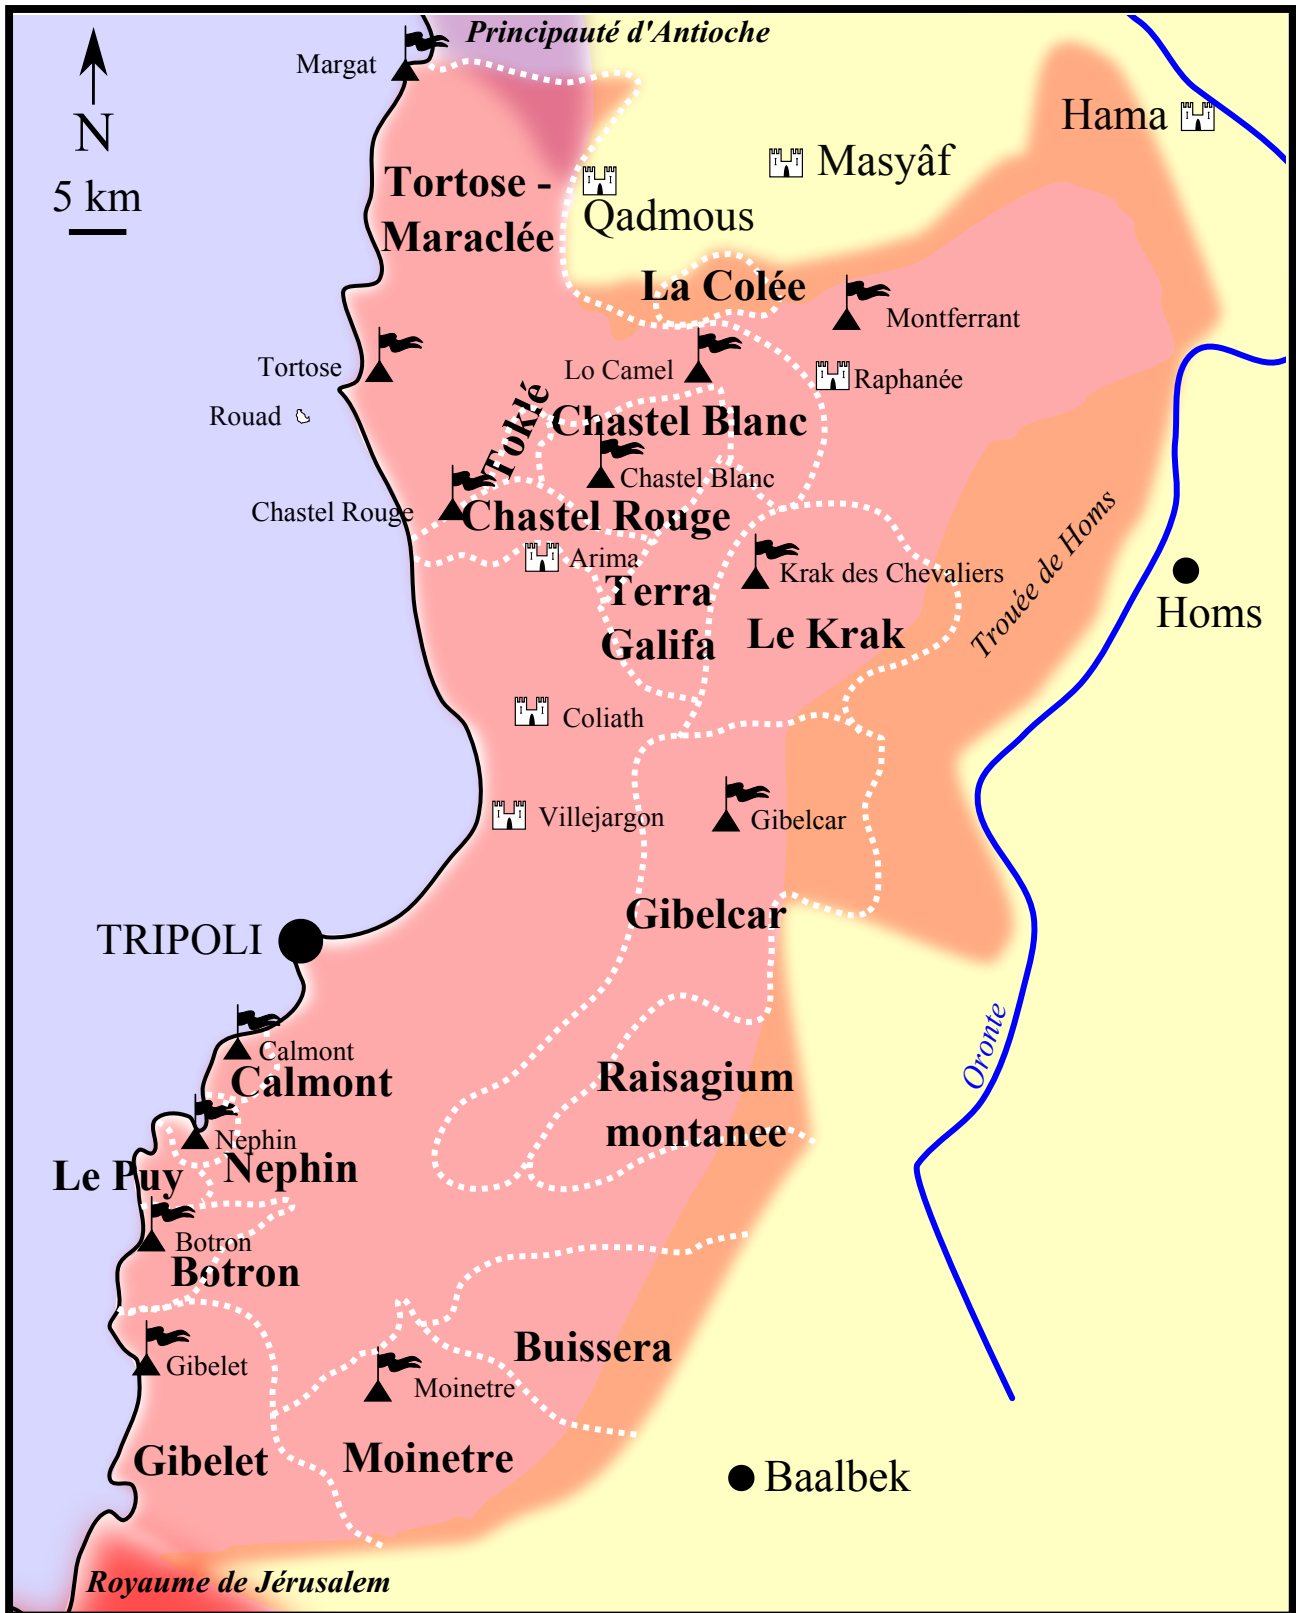 Principauté d'Antioche
Margat
N
5 km
Hama
Masyâf
Tortose -
Maraclée
Qadmous
La Colée
Montferrant
Tortose
Lo Camel
Raphanée
Rouad
Toklé
Chastel Blanc
Chastel Blanc
Chastel Rouge
Chastel Rouge
Trouée de Homs
Arima
Krak des Chevaliers
Terra
Galifa
Le Krak
Homs
Coliath
Villejargon
Gibelcar
Gibelcar
TRIPOLI
Oronte
Calmont
Calmont
Raisagium
montanee
Nephin
Nephin
Le Puy
Botron
Botron
Buissera
Gibelet
Moinetre
Gibelet
Moinetre
Baalbek
Royaume de Jérusalem